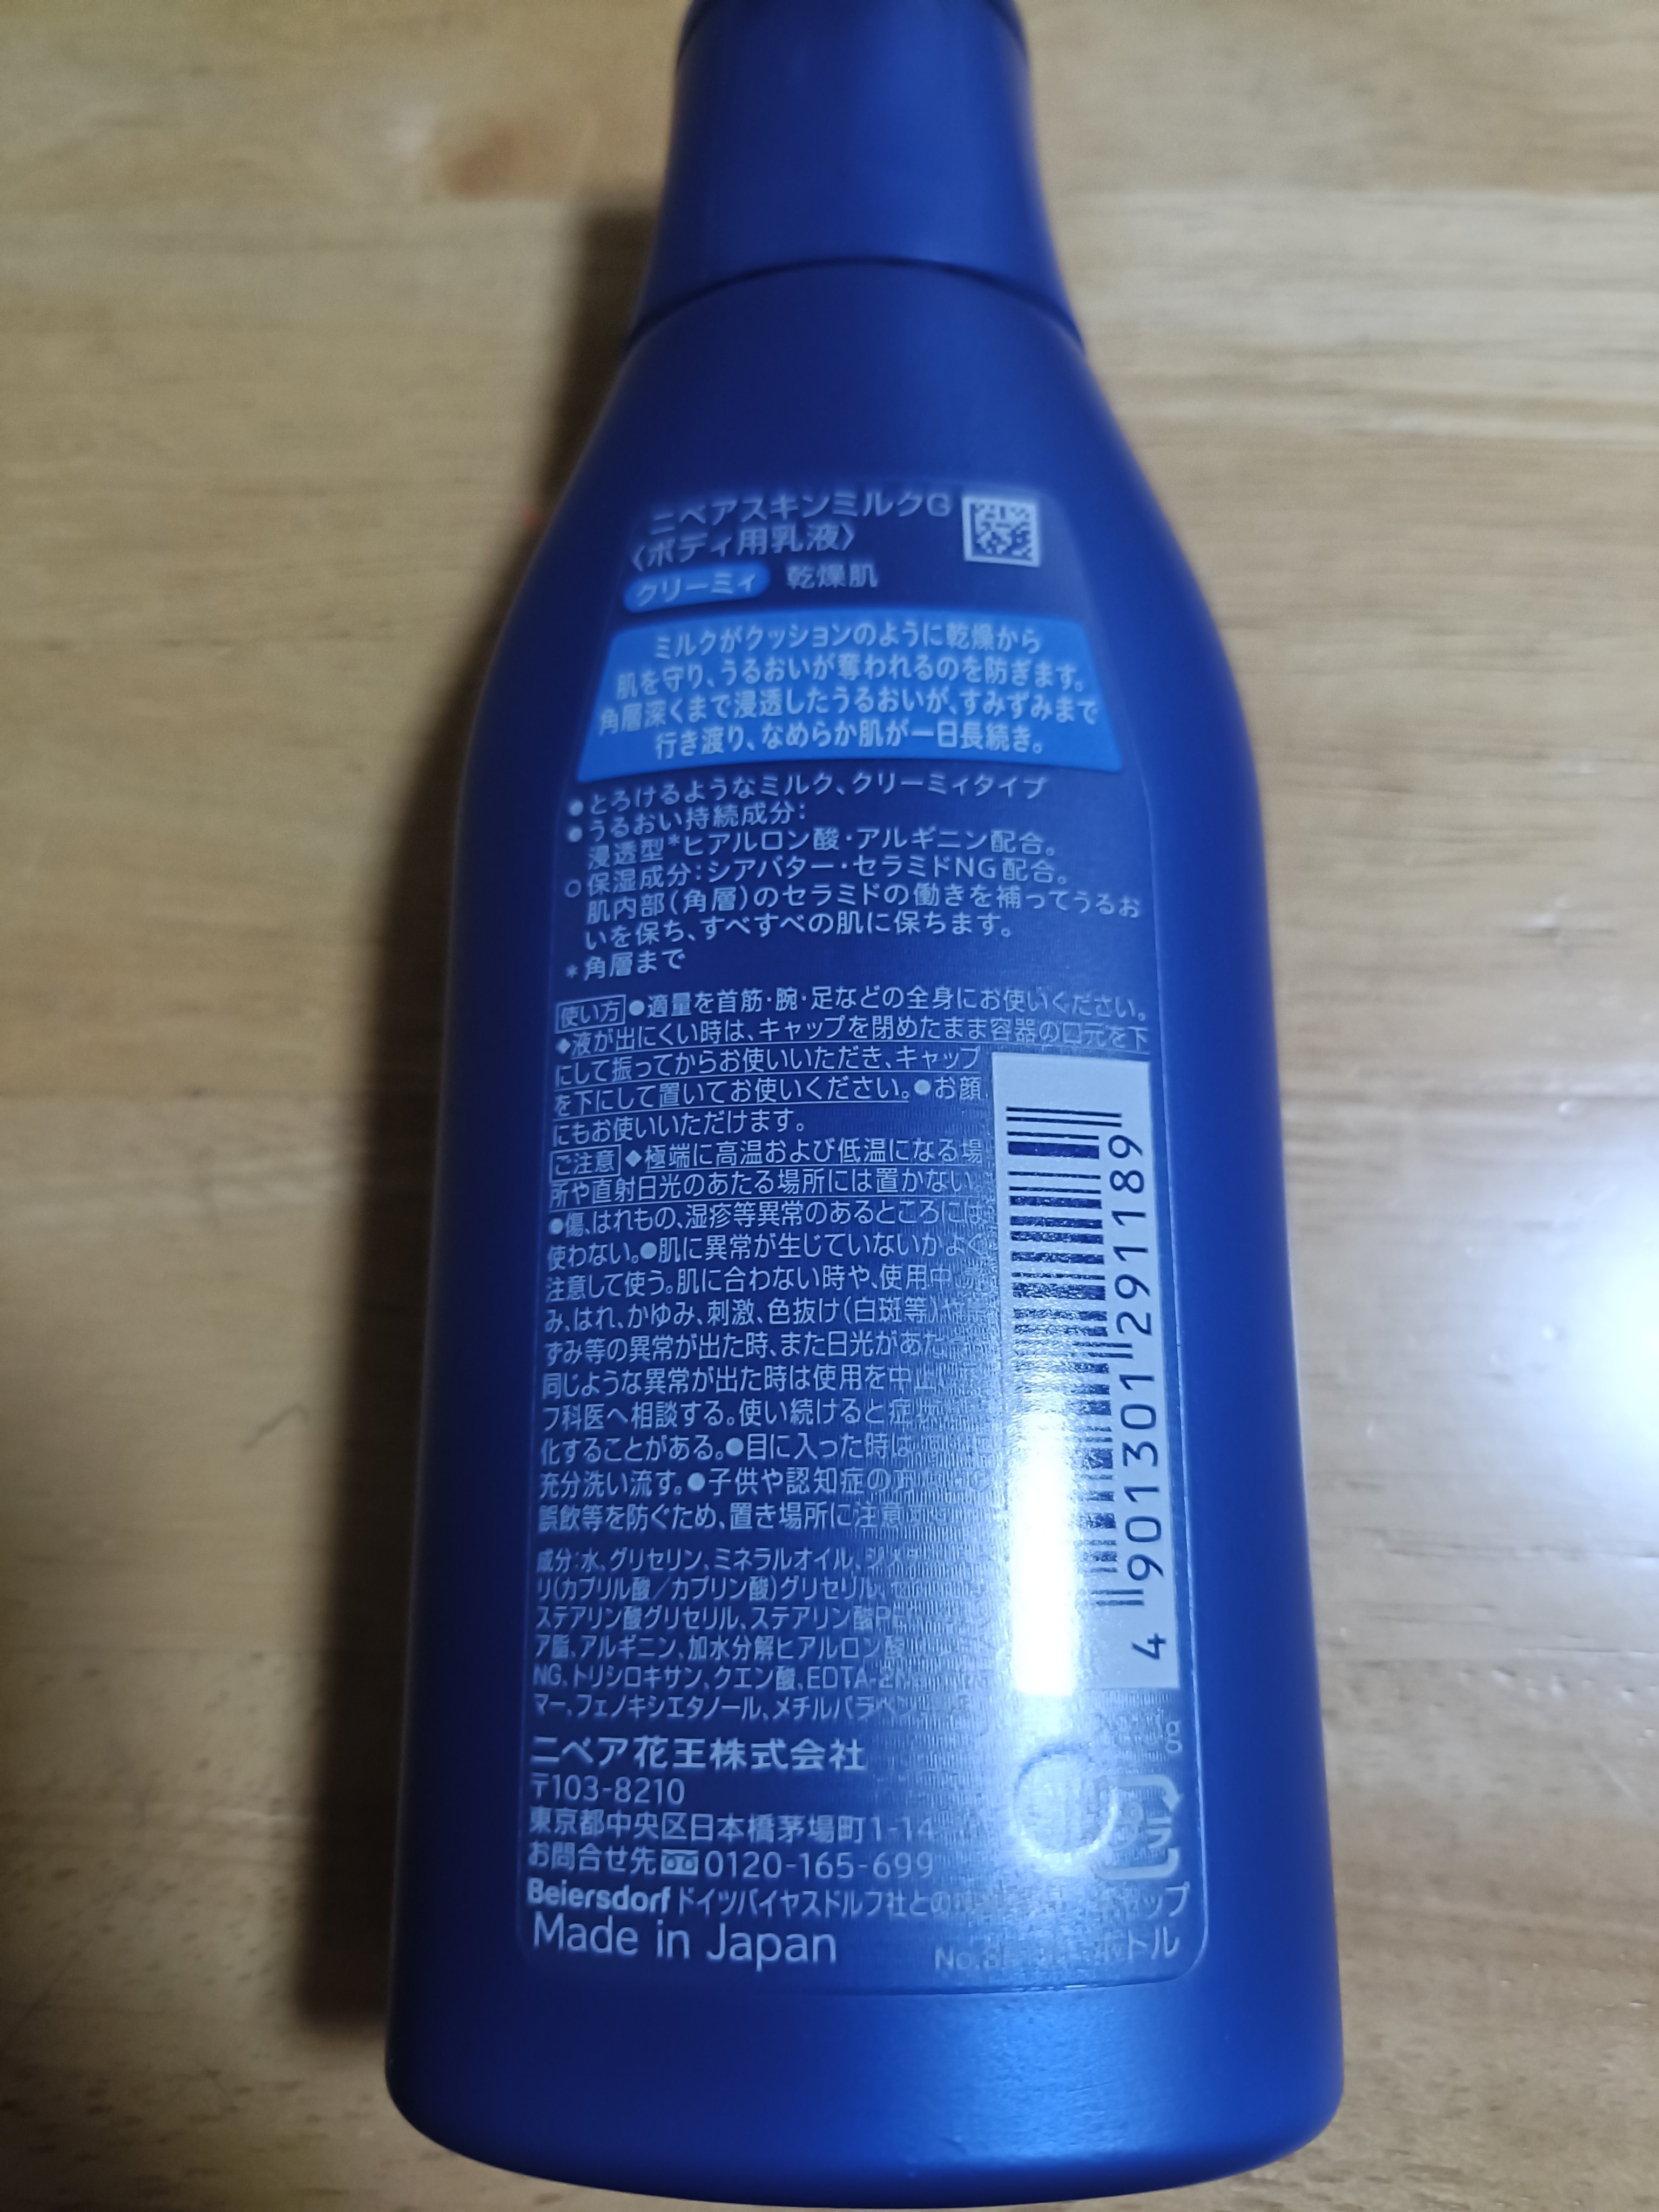 ニベアスキンミルクG
〈ボディ用乳液〉
クリーミィ 乾燥肌
ミルクがクッションのように乾燥から
肌を守り、うるおいが奪われるのを防ぎます。
角層深くまで浸透したうるおいが、すみずみまで
行き渡り、なめらか肌が一日長続き。
●とろけるようなミルク、クリーミィタイプ
●うるおい持続成分:
浸透型*ヒアルロン酸・アルギニン配合。
○保湿成分:シアバター・セラミドNG配合。
肌内部(角層)のセラミドの働きを補ってうるお
いを保ち、すべすべの肌に保ちます。
*角層まで
使い方 ●適量を首筋・腕・足などの全身にお使いください。
◆液が出にくい時は、キャップを閉めたまま容器の口元を下
にして振ってからお使いいただき、キャップ
を下にして置いてお使いください。●お顔
にもお使いいただけます。
ご注意 ◆極端に高温および低温になる場
所や直射日光のあたる場所には置かない。
●傷、はれもの、湿疹等異常のあるところには
使わない。●肌に異常が生じていないかよく
注意して使う。肌に合わない時や、使用中
み、はれ、かゆみ、刺激、色抜け(白斑等)や
ずみ等の異常が出た時、また日光があた
同じような異常が出た時は使用を中止
フ科医へ相談する。使い続けると症状
化することがある。●目に入った時は
充分洗い流す。●子供や認知症の
誤飲等を防ぐため、置き場所に注意
成分:水、グリセリン、ミネラルオイル、ジメチ
リ(カプリル酸/カプリン酸)グリセリル、
ステアリン酸グリセリル、ステアリン酸PE
ア脂、アルギニン、加水分解ヒアルロン酸
NG、トリシロキサン、クエン酸、EDTA-2
マー、フェノキシエタノール、メチルパラベン
4 901301 291189
ニベア花王株式会社
〒103-8210
東京都中央区日本橋茅場町1-14
お問合せ先 0120-165-699
Beiersdorf ドイツバイヤスドルフ社との
Made in Japan
g
プラ
キャップ
No.8
ボトル